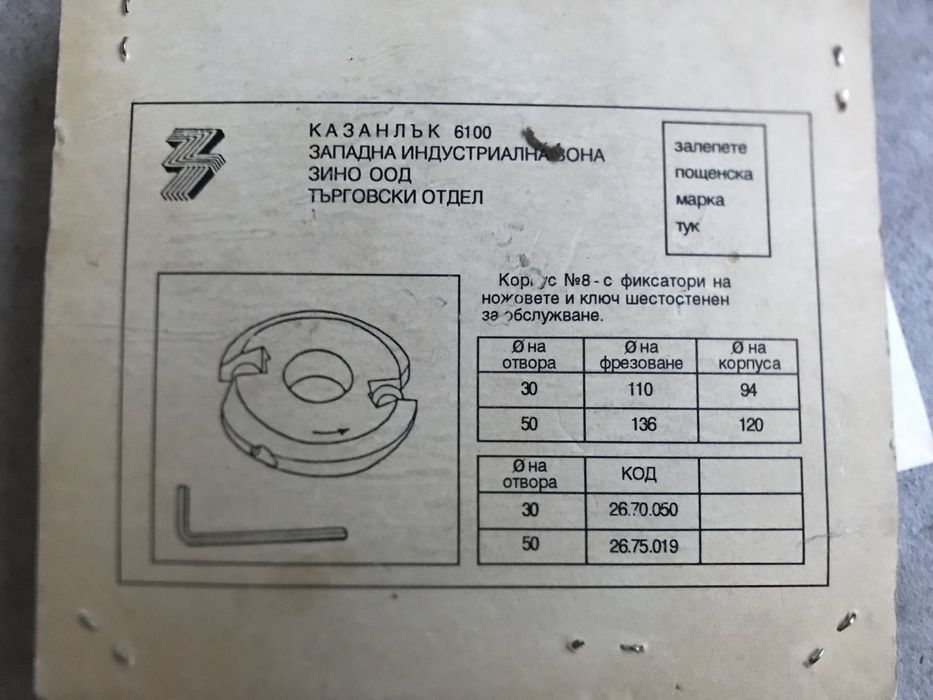 КАЗАНЛЪК 6100
ЗАПАДНА ИНДУСТРИАЛНА ЗОНА
ЗИНО ООД
ТЪРГОВСКИ ОТДЕЛ
залепете
пощенска
марка
тук
Корпус №8 - с фиксатори на
ножовете и ключ шестостенен
за обслужване.
Ø на отвора Ø на фрезоване Ø на корпуса
30 110 94
50 136 120
Ø на отвора КОД
30 26.70.050
50 26.75.019